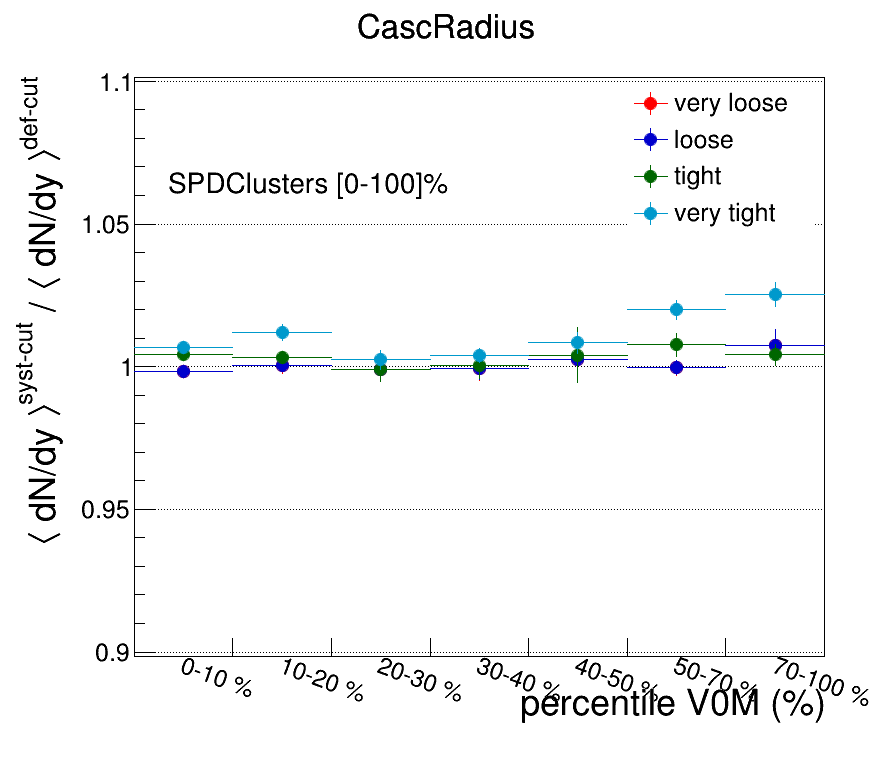 CascRadius
⟨ dN/dy ⟩^syst-cut / ⟨ dN/dy ⟩^def-cut
1.1
1.05
1
0.95
0.9
SPDClusters [0-100]%
very loose
loose
tight
very tight
0-10 %
10-20 %
20-30 %
30-40 %
40-50 %
50-70 %
70-100 %
percentile V0M (%)